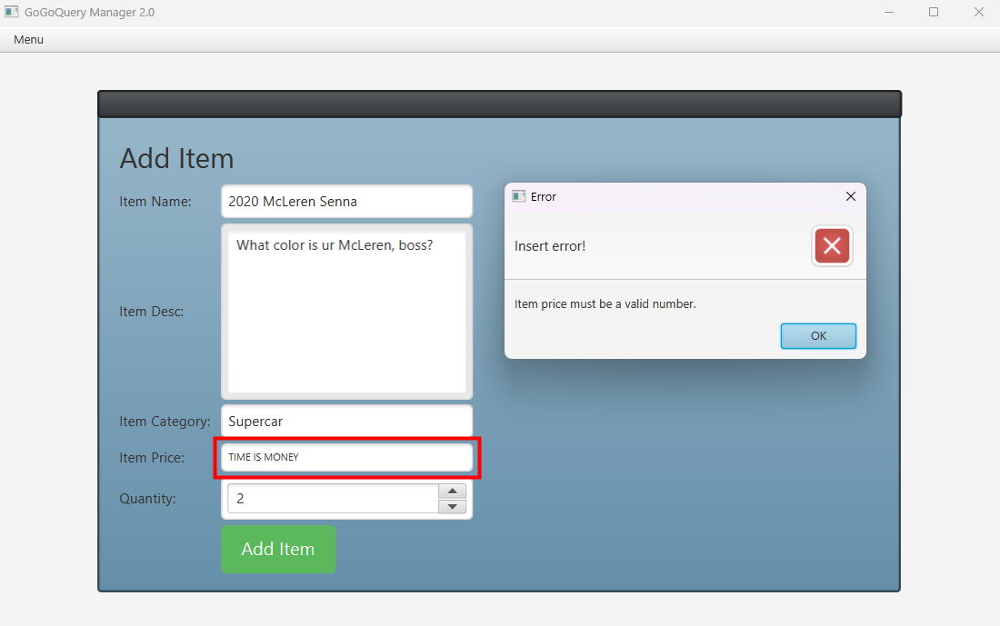 GoGoQuery Manager 2.0
Menu
Add Item
Item Name:
2020 McLeren Senna
Item Desc:
What color is ur McLeren, boss?
Item Category:
Supercar
Item Price:
TIME IS MONEY
Quantity:
2
Add Item
Error
Insert error!
Item price must be a valid number.
OK